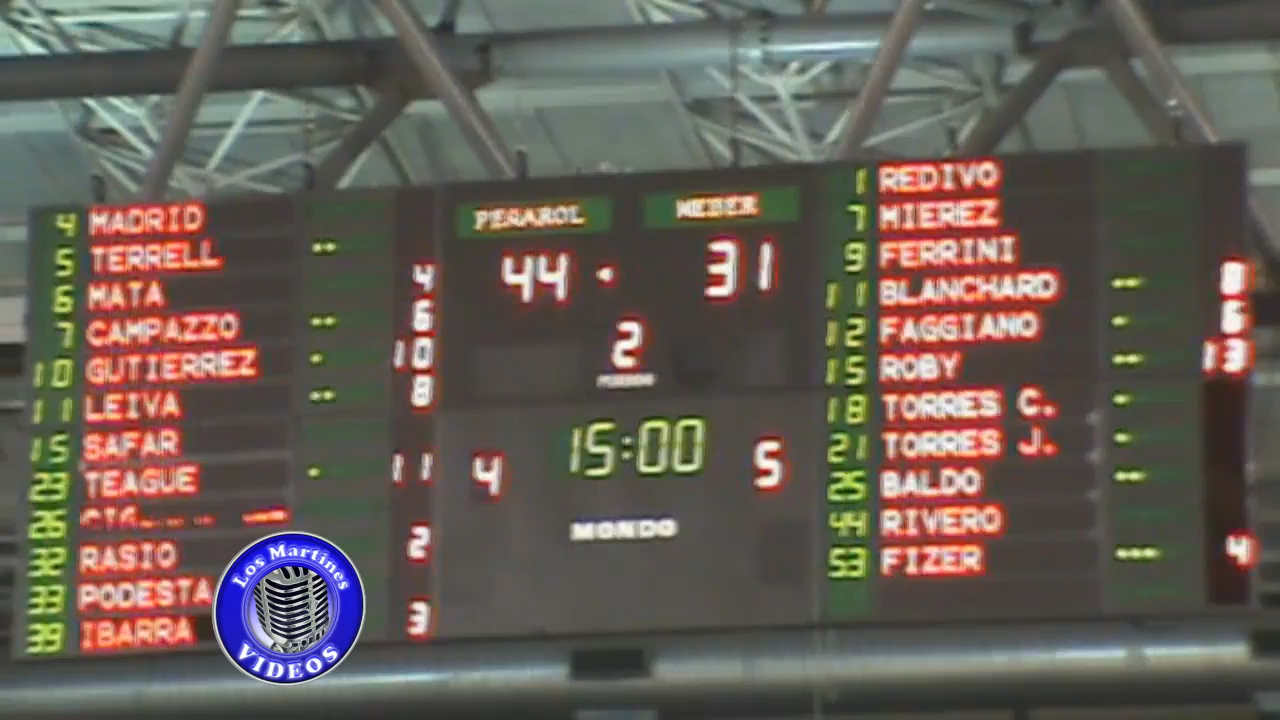 4 MADRID
5 TERRELL 4
6 MATA 6
7 CAMPAZZO 10
10 GUTIERREZ 8
11 LEIVA
15 SAFAR 11
23 TEAGUE
26
32 RASIO 2
33 PODESTA
39 IBARRA 3
PEÑAROL WEBER
44 31
2
PERIODO
4 15:00 5
MONDO
1 REDIVO
7 MIEREZ
9 FERRINI 8
11 BLANCHARD 6
12 FAGGIANO 13
15 ROBY
18 TORRES C.
21 TORRES J.
25 BALDO
44 RIVERO 4
53 FIZER
Los Martines
VIDEOS